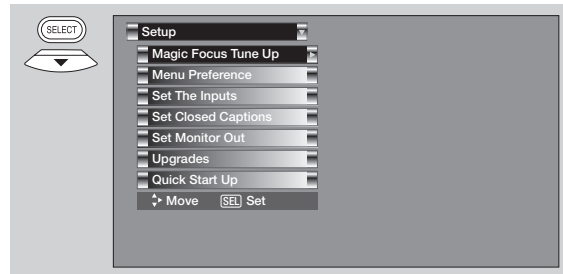 SELECT
Setup
Magic Focus Tune Up
Menu Preference
Set The Inputs
Set Closed Captions
Set Monitor Out
Upgrades
Quick Start Up
Move SEL Set